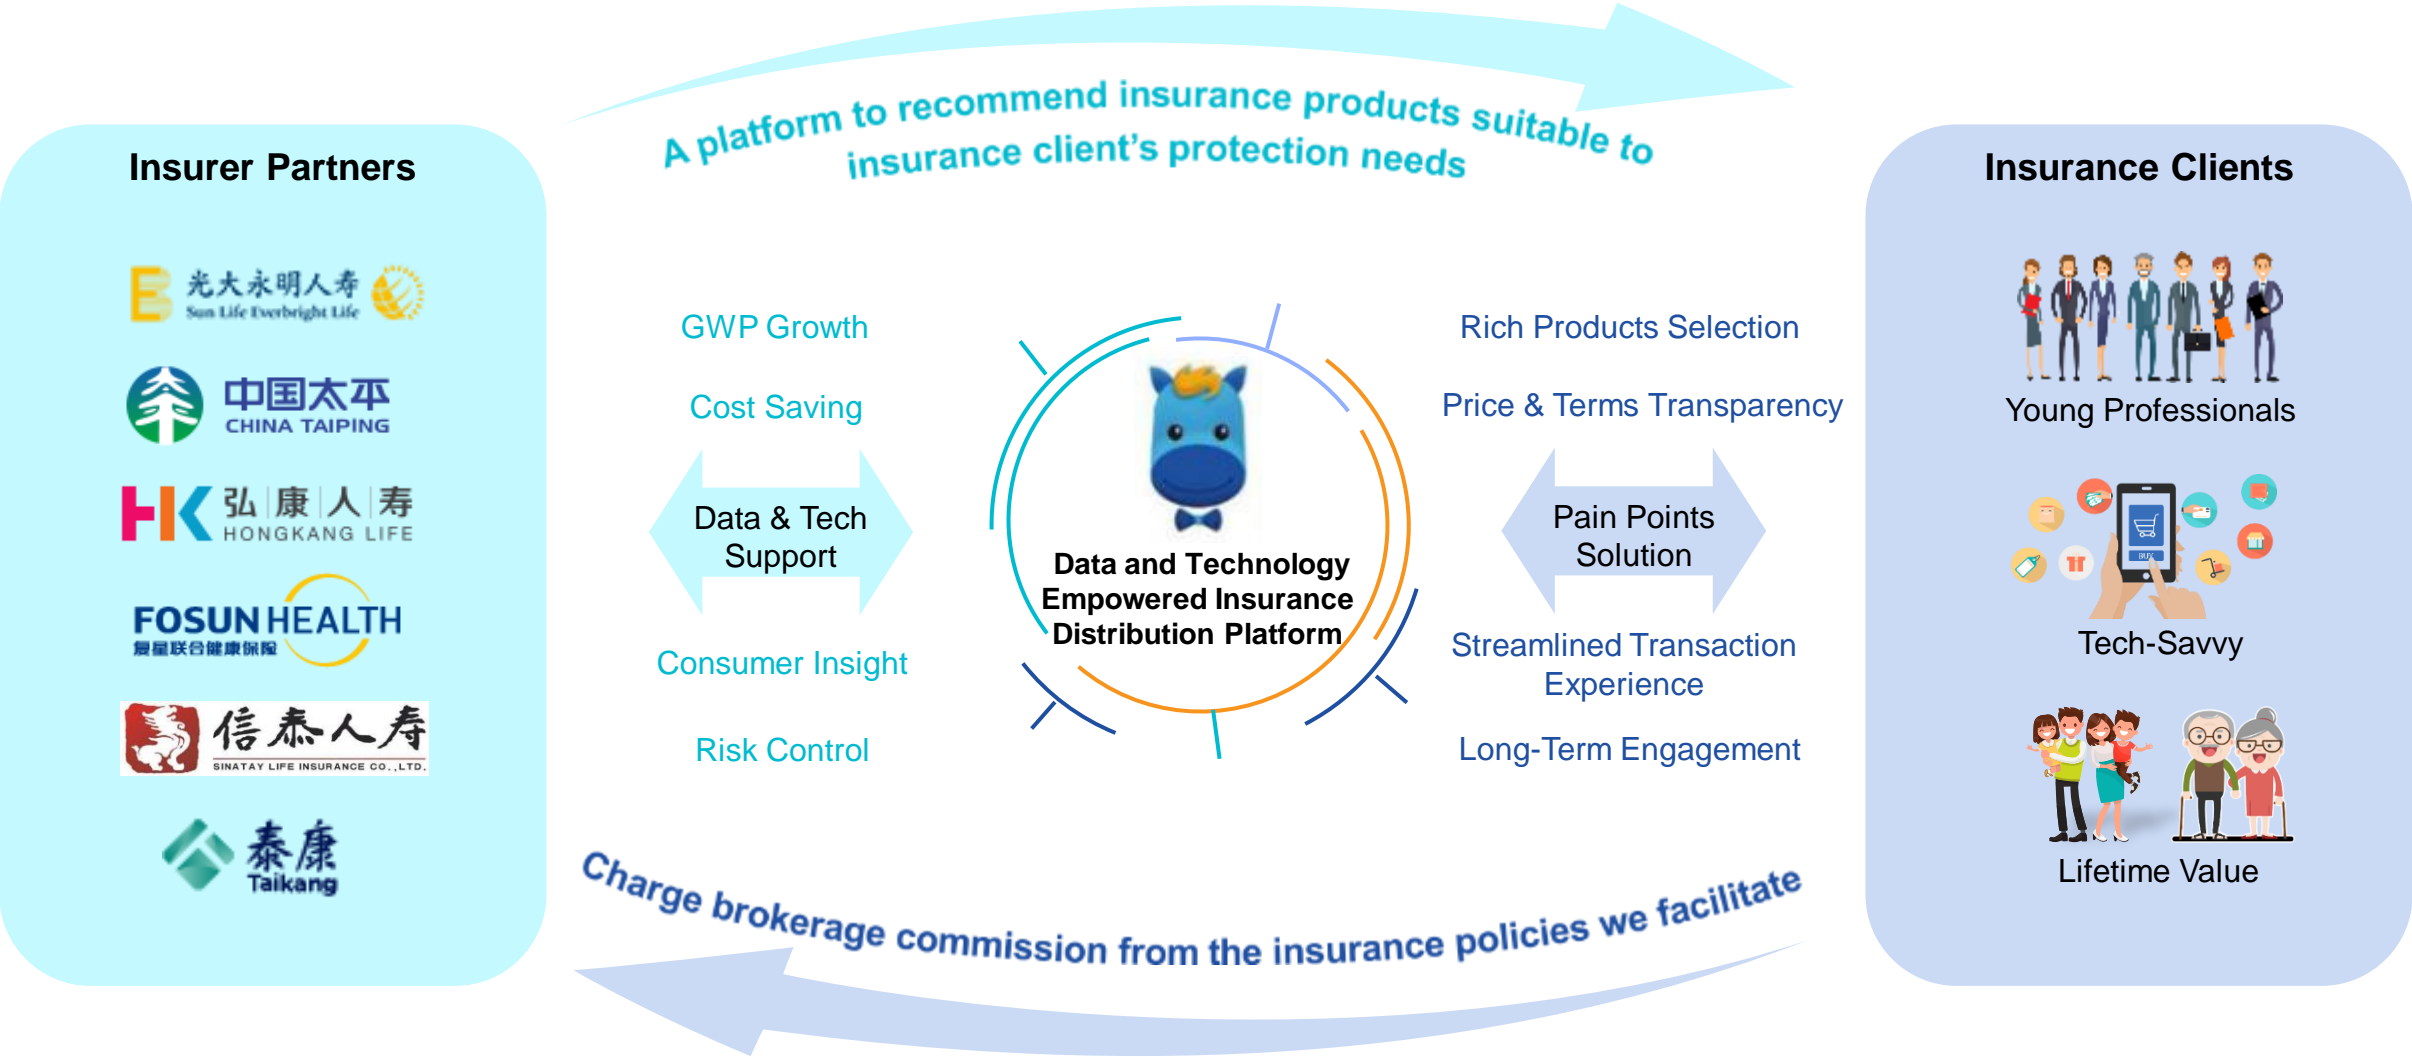 A platform to recommend insurance products suitable to
insurance client's protection needs
Insurer Partners
光大永明人寿
Sun Life Everbright Life
中国太平
CHINA TAIPING
HK 弘康人寿
HONGKANG LIFE
FOSUN HEALTH
复星联合健康保险
信泰人寿
SINATAY LIFE INSURANCE CO.,LTD.
泰康
Taikang
GWP Growth
Cost Saving
Data & Tech
Support
Consumer Insight
Risk Control
Data and Technology
Empowered Insurance
Distribution Platform
Rich Products Selection
Price & Terms Transparency
Pain Points
Solution
Streamlined Transaction
Experience
Long-Term Engagement
Insurance Clients
Young Professionals
BUY
Tech-Savvy
Lifetime Value
Charge brokerage commission from the insurance policies we facilitate